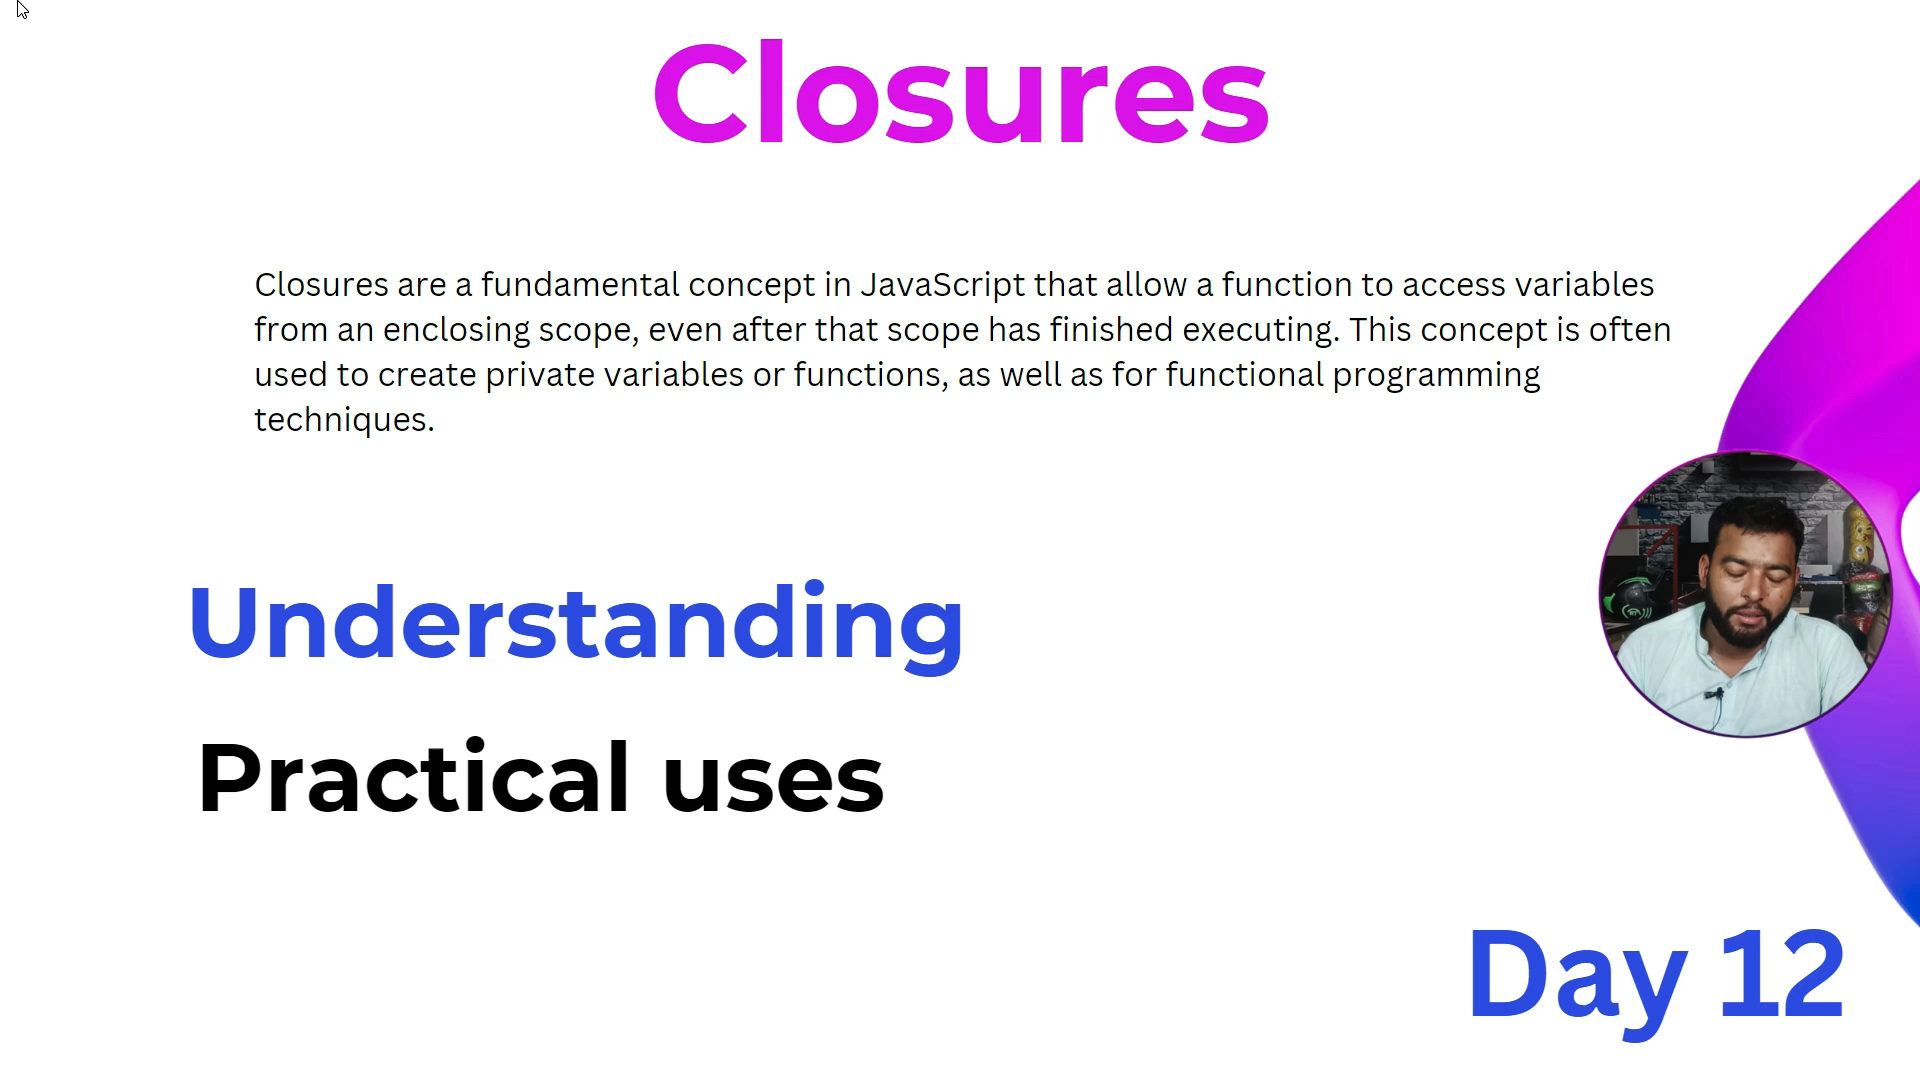 Closures
Closures are a fundamental concept in JavaScript that allow a function to access variables
from an enclosing scope, even after that scope has finished executing. This concept is often
used to create private variables or functions, as well as for functional programming
techniques.
Understanding
Practical uses
Day 12